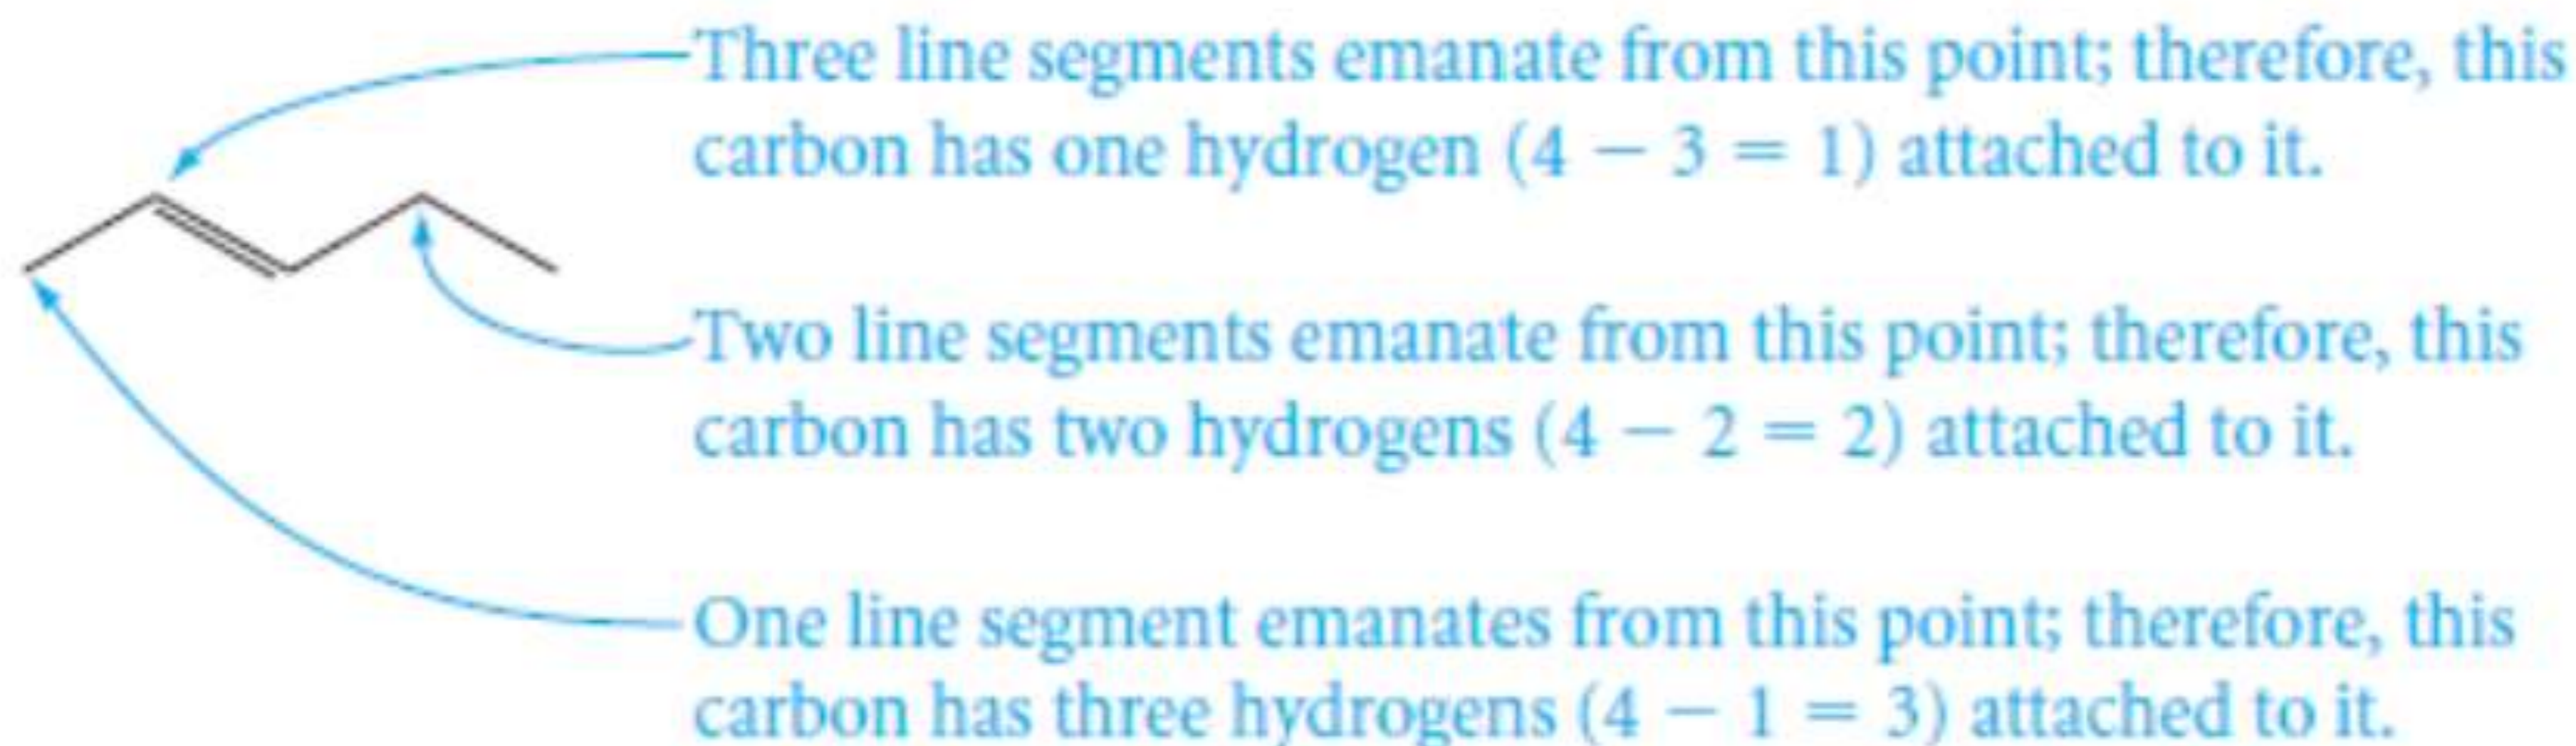 Three line segments emanate from this point; therefore, this
carbon has one hydrogen (4 − 3 = 1) attached to it.
Two line segments emanate from this point; therefore, this
carbon has two hydrogens (4 − 2 = 2) attached to it.
One line segment emanates from this point; therefore, this
carbon has three hydrogens (4 − 1 = 3) attached to it.